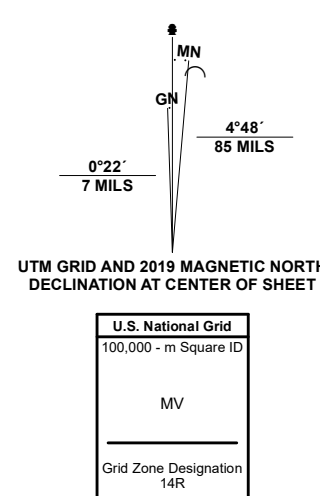 MN
GN
4°48´
85 MILS
0°22´
7 MILS
UTM GRID AND 2019 MAGNETIC NORTH
DECLINATION AT CENTER OF SHEET
U.S. National Grid
100,000 - m Square ID
MV
Grid Zone Designation
14R